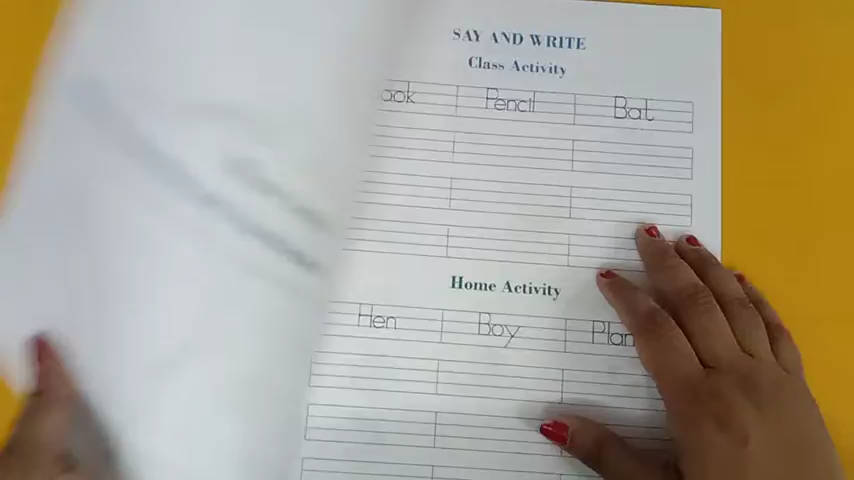 SAY AND WRITE
Class Activity
Pencil Bat
Home Activity
Hen Boy